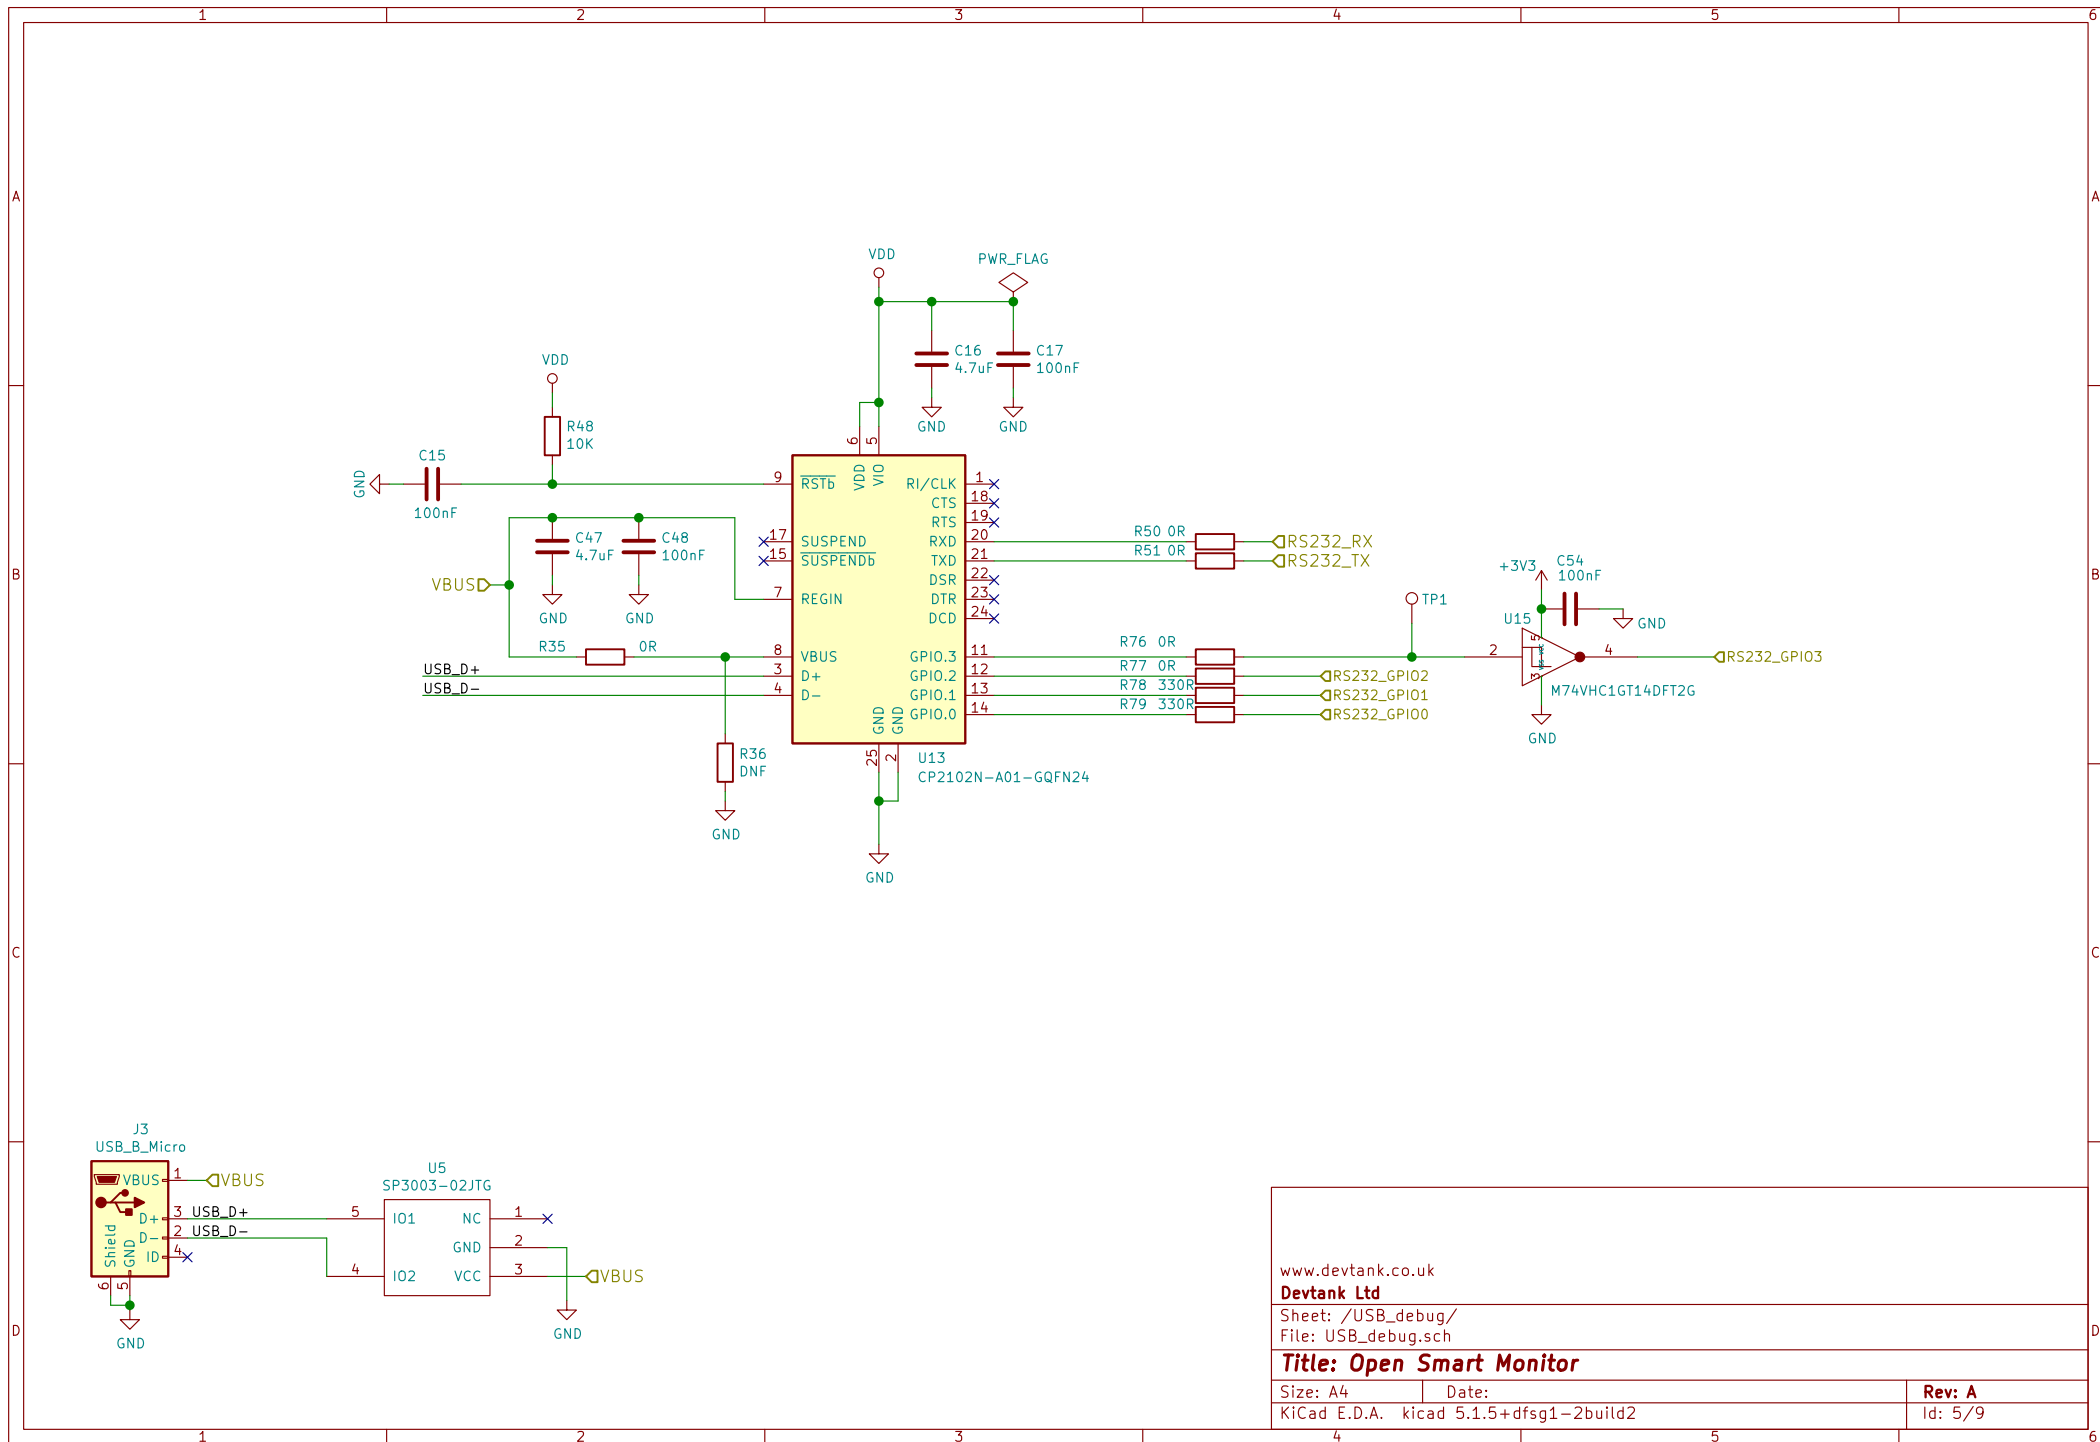 1 2 3 4 5 6
A A
B B
C C
D D
VDD
PWR_FLAG
C16
4.7uF
C17
100nF
GND
GND
VDD
R48
10K
GND
C15
100nF
9
RSTb
6
VDD
5
VIO
RI/CLK
1
CTS
18
RTS
19
RXD
20
TXD
21
DSR
22
DTR
23
DCD
24
17
SUSPEND
15
SUSPENDb
7
REGIN
8
VBUS
3
D+
4
D-
GPIO.3
11
GPIO.2
12
GPIO.1
13
GPIO.0
14
GND
25
GND
2
U13
CP2102N-A01-GQFN24
GND
C47
4.7uF
C48
100nF
GND
GND
VBUS
R35
0R
USB_D+
USB_D-
R36
DNF
GND
R50 0R
RS232_RX
R51 0R
RS232_TX
R76 0R
R77 0R
R78 330R
R79 330R
RS232_GPIO2
RS232_GPIO1
RS232_GPIO0
TP1
+3V3
C54
100nF
GND
U15
5
2
4
3
M74VHC1GT14DFT2G
GND
RS232_GPIO3
J3
USB_B_Micro
VBUS
1
VBUS
D+
3
USB_D+
D-
2
USB_D-
ID
4
Shield
GND
6
5
GND
U5
SP3003-02JTG
5
IO1
4
IO2
NC
1
GND
2
VCC
3
VBUS
GND
www.devtank.co.uk
Devtank Ltd
Sheet: /USB_debug/
File: USB_debug.sch
Title: Open Smart Monitor
Size: A4 Date: Rev: A
KiCad E.D.A. kicad 5.1.5+dfsg1-2build2 Id: 5/9
1 2 3 4 5 6